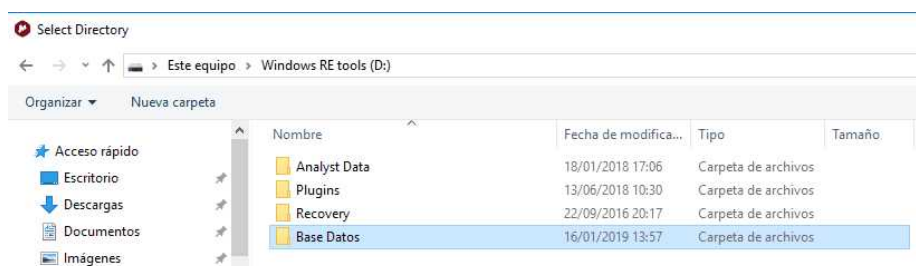 Select Directory
Este equipo > Windows RE tools (D:)
Organizar Nueva carpeta
Nombre Fecha de modifica... Tipo Tamaño
Acceso rápido
Escritorio
Descargas
Documentos
Imágenes
Analyst Data 18/01/2018 17:06 Carpeta de archivos
Plugins 13/06/2018 10:30 Carpeta de archivos
Recovery 22/09/2016 20:17 Carpeta de archivos
Base Datos 16/01/2019 13:57 Carpeta de archivos